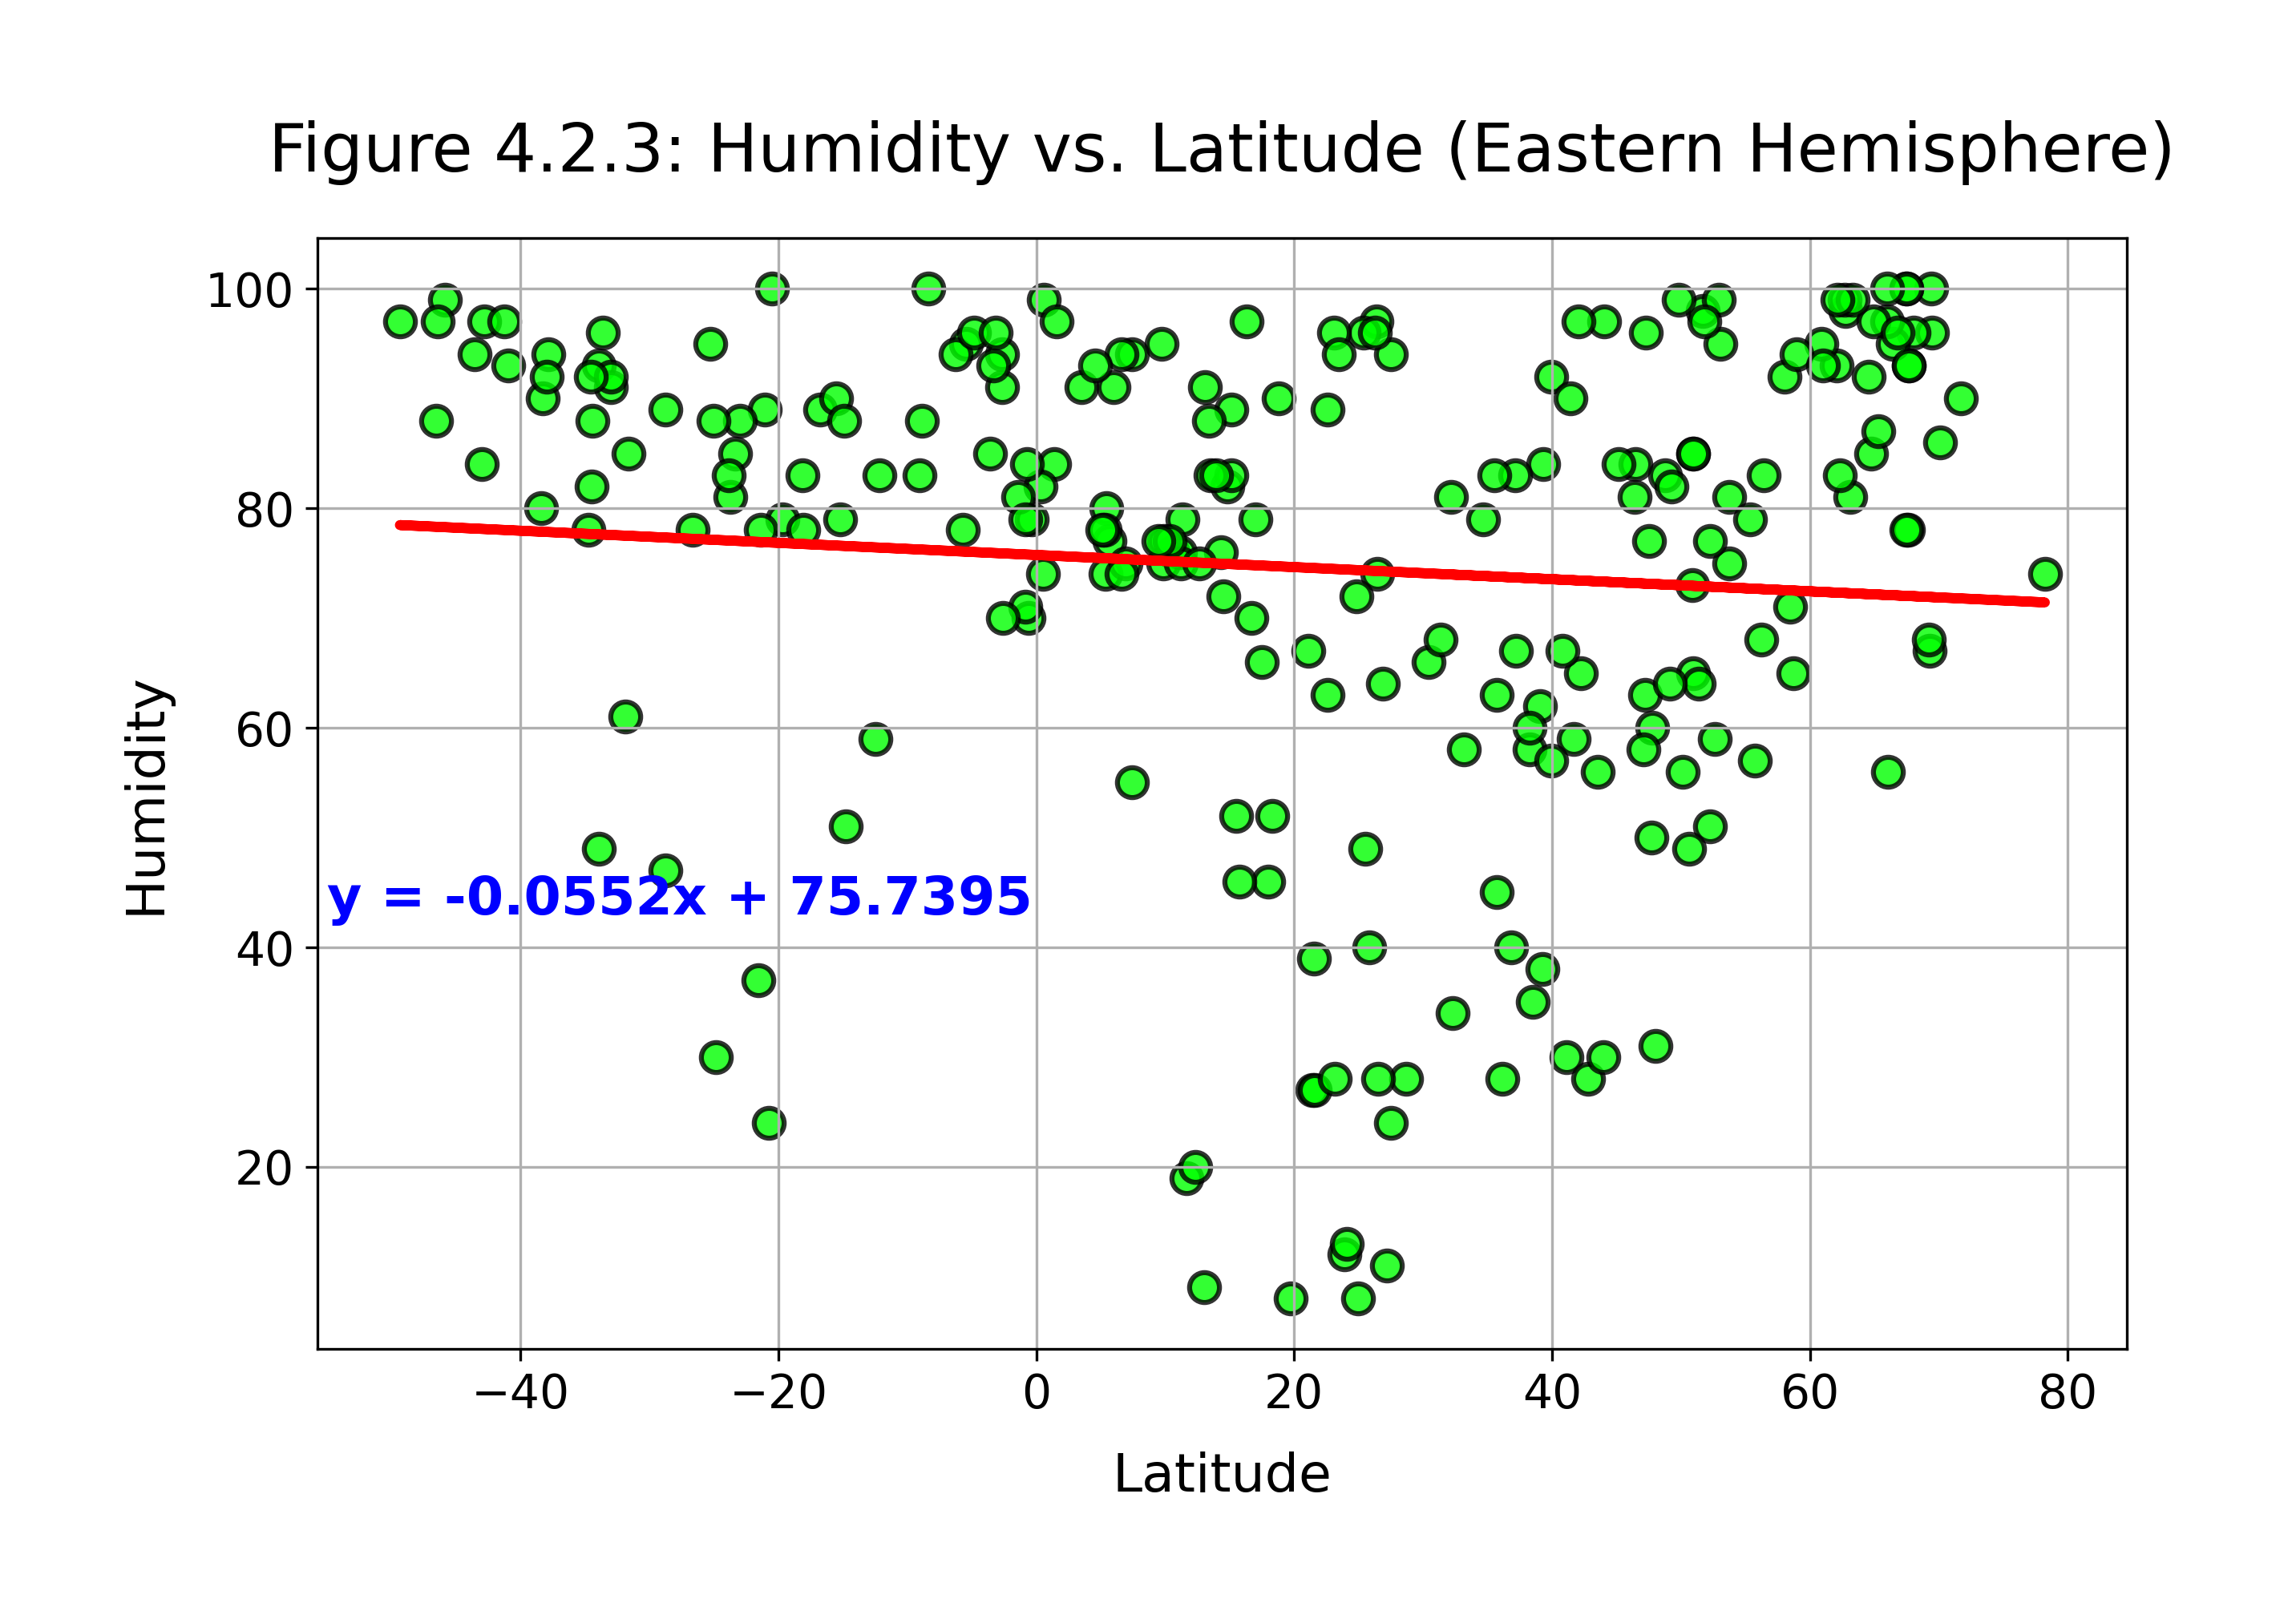 Figure 4.2.3: Humidity vs. Latitude (Eastern Hemisphere)
100
80
60
40
20
Humidity
y = -0.0552x + 75.7395
−40 −20 0 20 40 60 80
Latitude